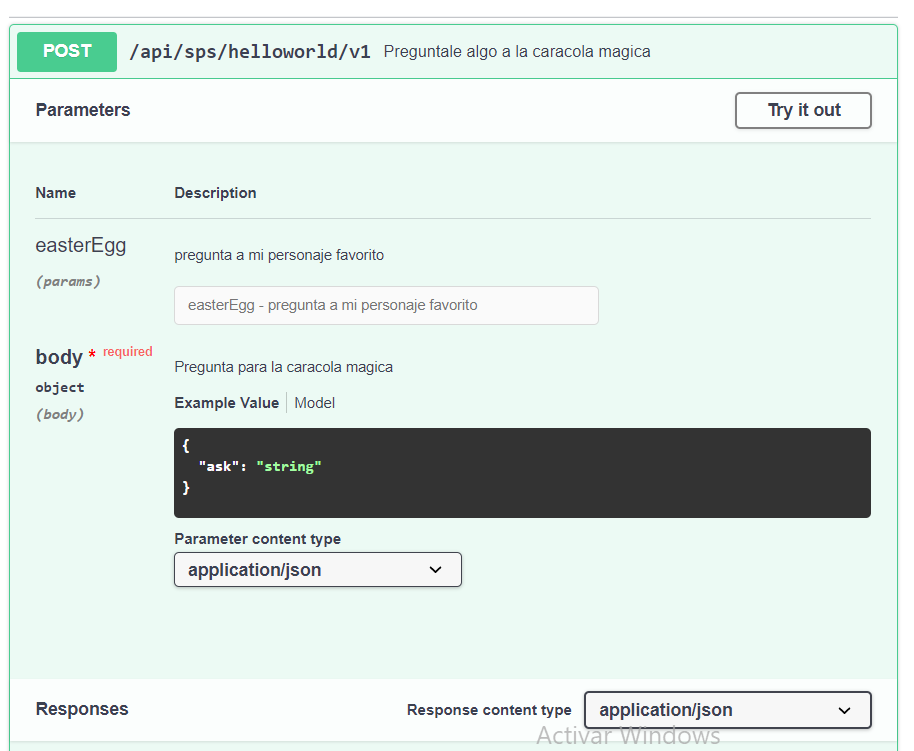 POST /api/sps/helloworld/v1 Preguntale algo a la caracola magica
Parameters Try it out
Name Description
easterEgg
pregunta a mi personaje favorito
(params)
easterEgg - pregunta a mi personaje favorito
body * required
Pregunta para la caracola magica
object
Example Value Model
(body)
{
"ask": "string"
}
Parameter content type
application/json
Responses Response content type application/json
Activar Windows